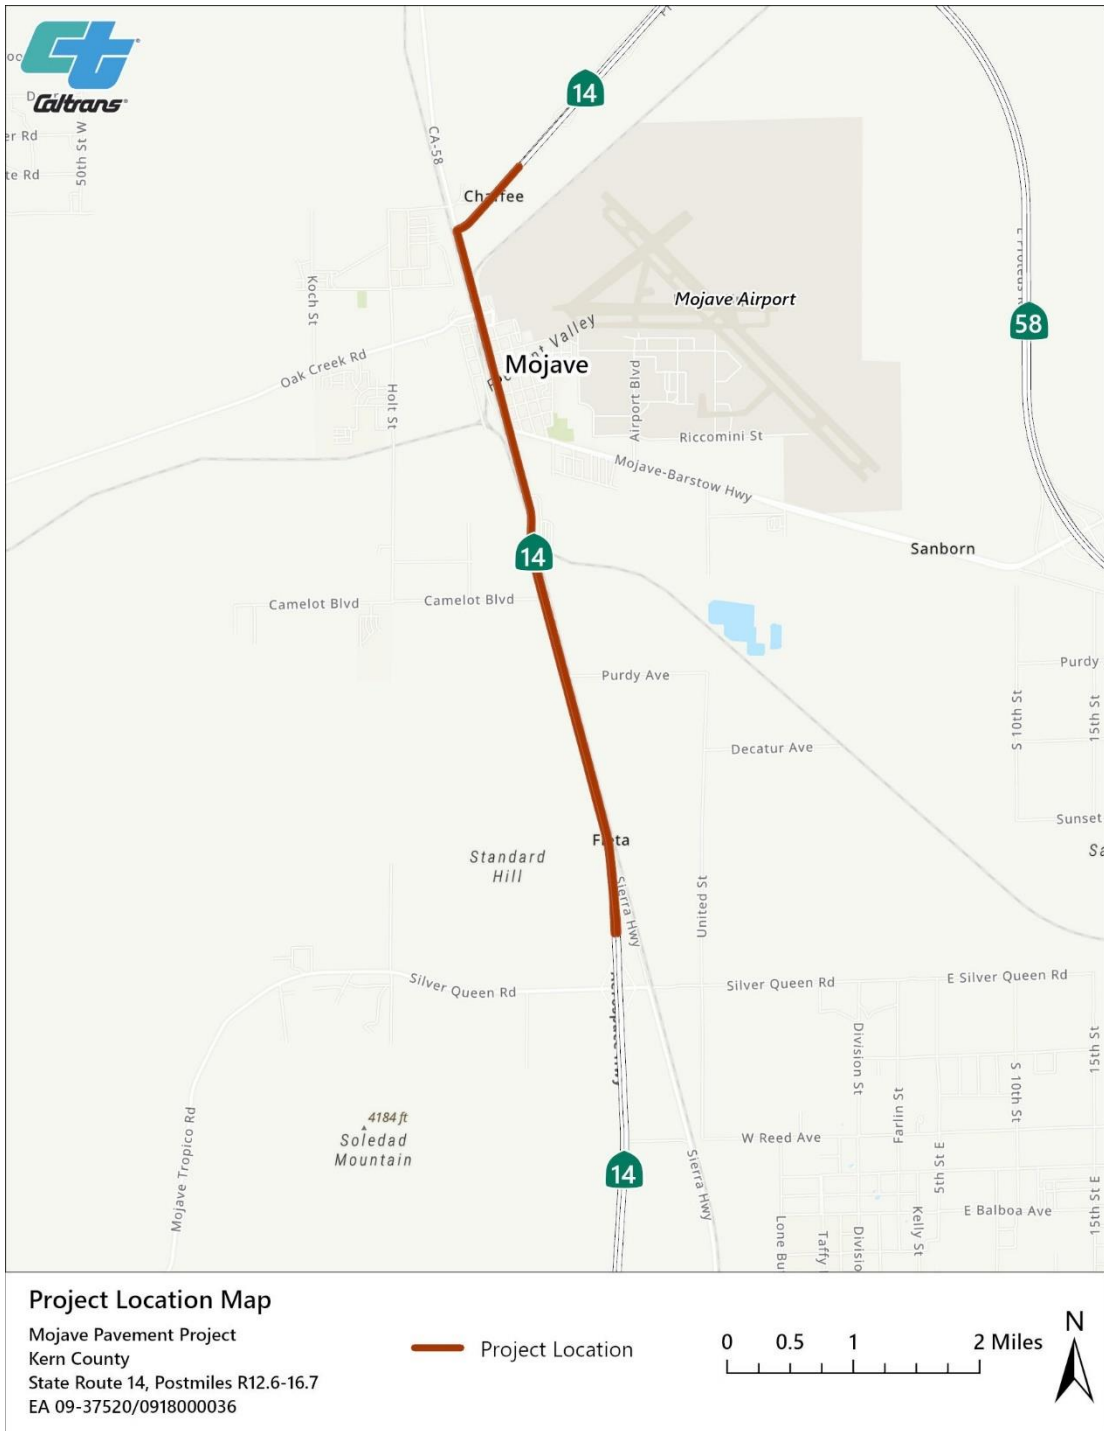 Caltrans
14
CA-58
50th St W
Chaffee
Koch St
Mojave Airport
58
Mojave
Oak Creek Rd
Holt St
Airport Blvd
Riccomini St
Mojave-Barstow Hwy
Sanborn
14
Camelot Blvd
Camelot Blvd
Purdy Ave
Purdy
S 10th St
15th St
Decatur Ave
Sunset
Fleta
Standard
Hill
Sierra Hwy
United St
Silver Queen Rd
Silver Queen Rd
E Silver Queen Rd
Division St
Farlin St
S 10th St
15th St
4184 ft
Soledad
Mountain
Mojave Tropico Rd
W Reed Ave
5th St E
14
Sierra Hwy
E Balboa Ave
15th St E
Kelly St
Taffy
Project Location Map
Mojave Pavement Project
Kern County
State Route 14, Postmiles R12.6-16.7
EA 09-37520/0918000036
Project Location
0 0.5 1 2 Miles
N